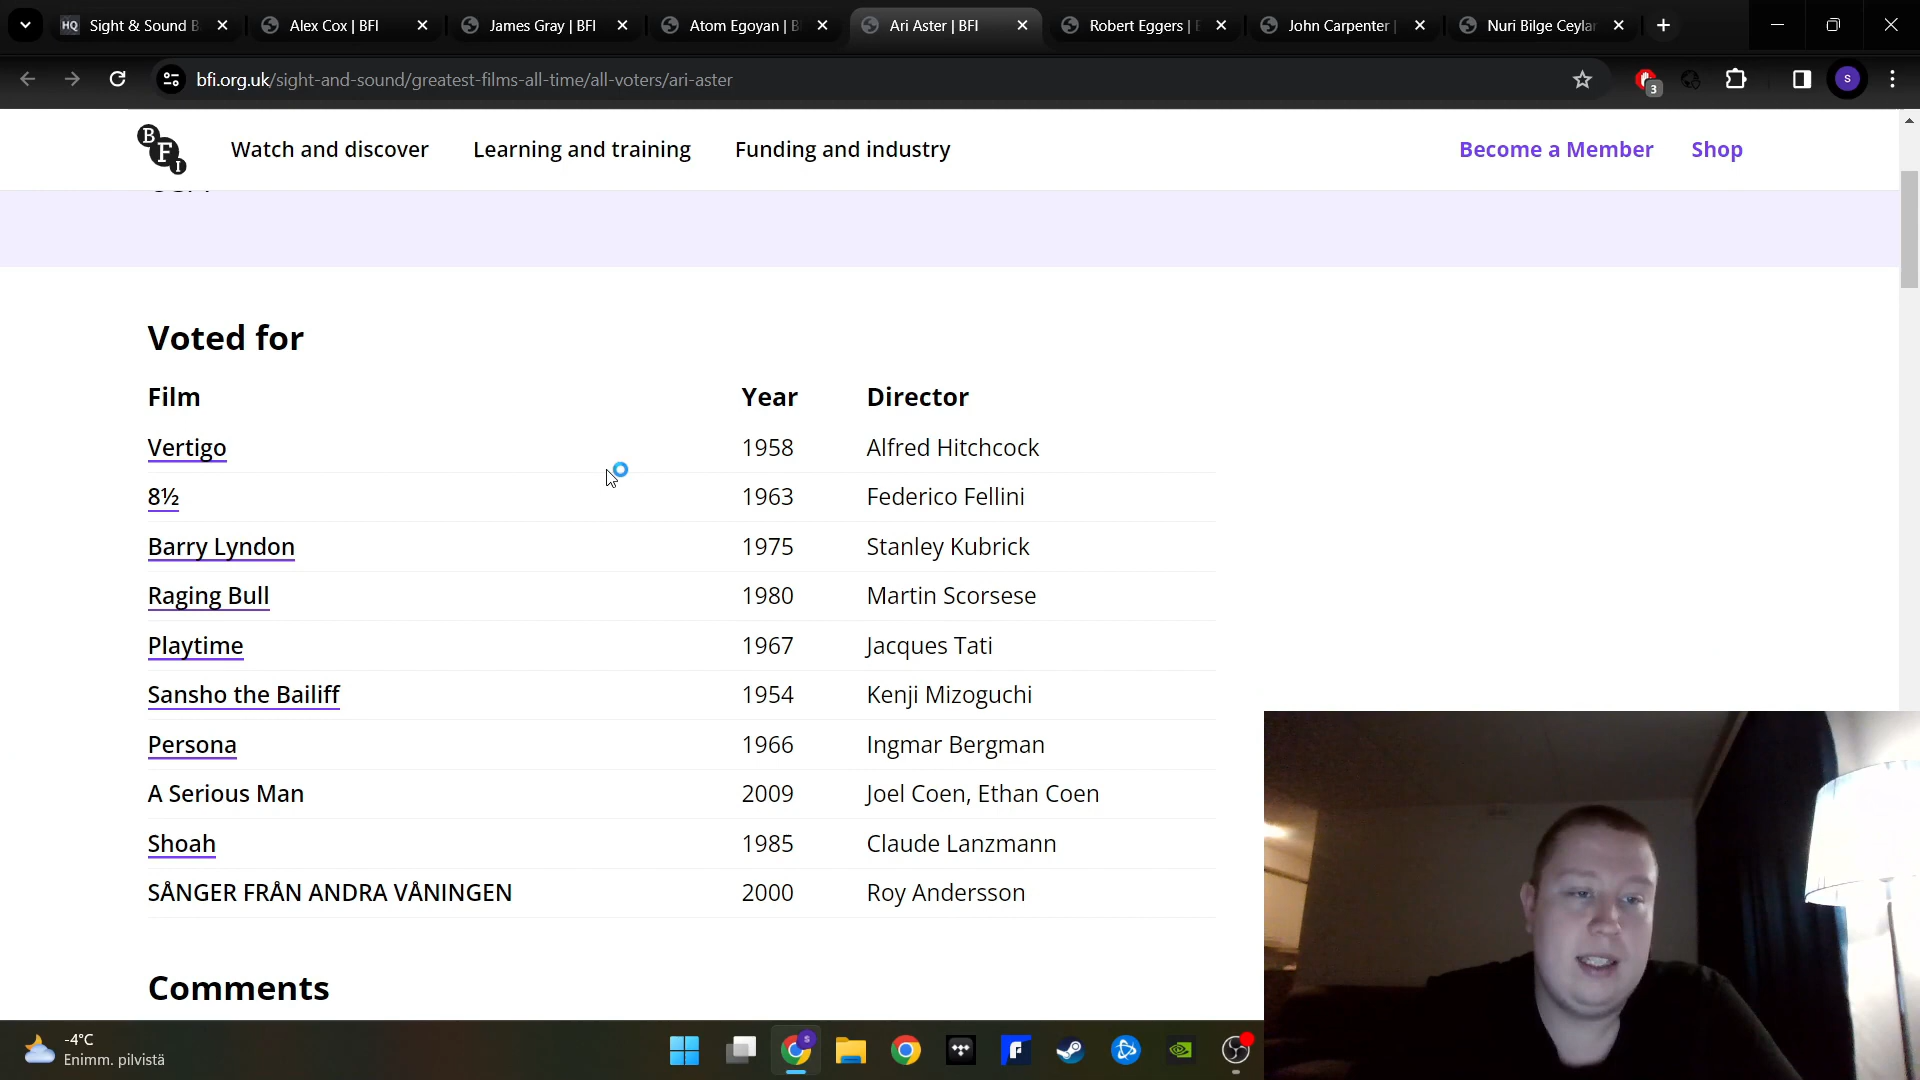 HQ Sight & Sound B
Alex Cox | BFI
James Gray | BFI
Atom Egoyan | B
Ari Aster | BFI
Robert Eggers | B
John Carpenter |
Nuri Bilge Ceylan
bfi.org.uk/sight-and-sound/greatest-films-all-time/all-voters/ari-aster
3
S
BFI
Watch and discover
Learning and training
Funding and industry
Become a Member
Shop
Voted for
Film Year Director
Vertigo 1958 Alfred Hitchcock
8½ 1963 Federico Fellini
Barry Lyndon 1975 Stanley Kubrick
Raging Bull 1980 Martin Scorsese
Playtime 1967 Jacques Tati
Sansho the Bailiff 1954 Kenji Mizoguchi
Persona 1966 Ingmar Bergman
A Serious Man 2009 Joel Coen, Ethan Coen
Shoah 1985 Claude Lanzmann
SÅNGER FRÅN ANDRA VÅNINGEN 2000 Roy Andersson
Comments
-4°C
Enimm. pilvistä